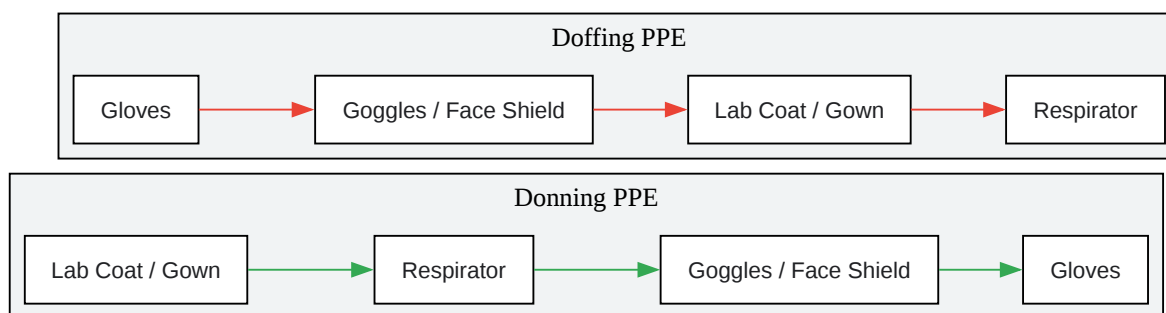 Doffing PPE
Gloves
Goggles / Face Shield
Lab Coat / Gown
Respirator
Donning PPE
Lab Coat / Gown
Respirator
Goggles / Face Shield
Gloves